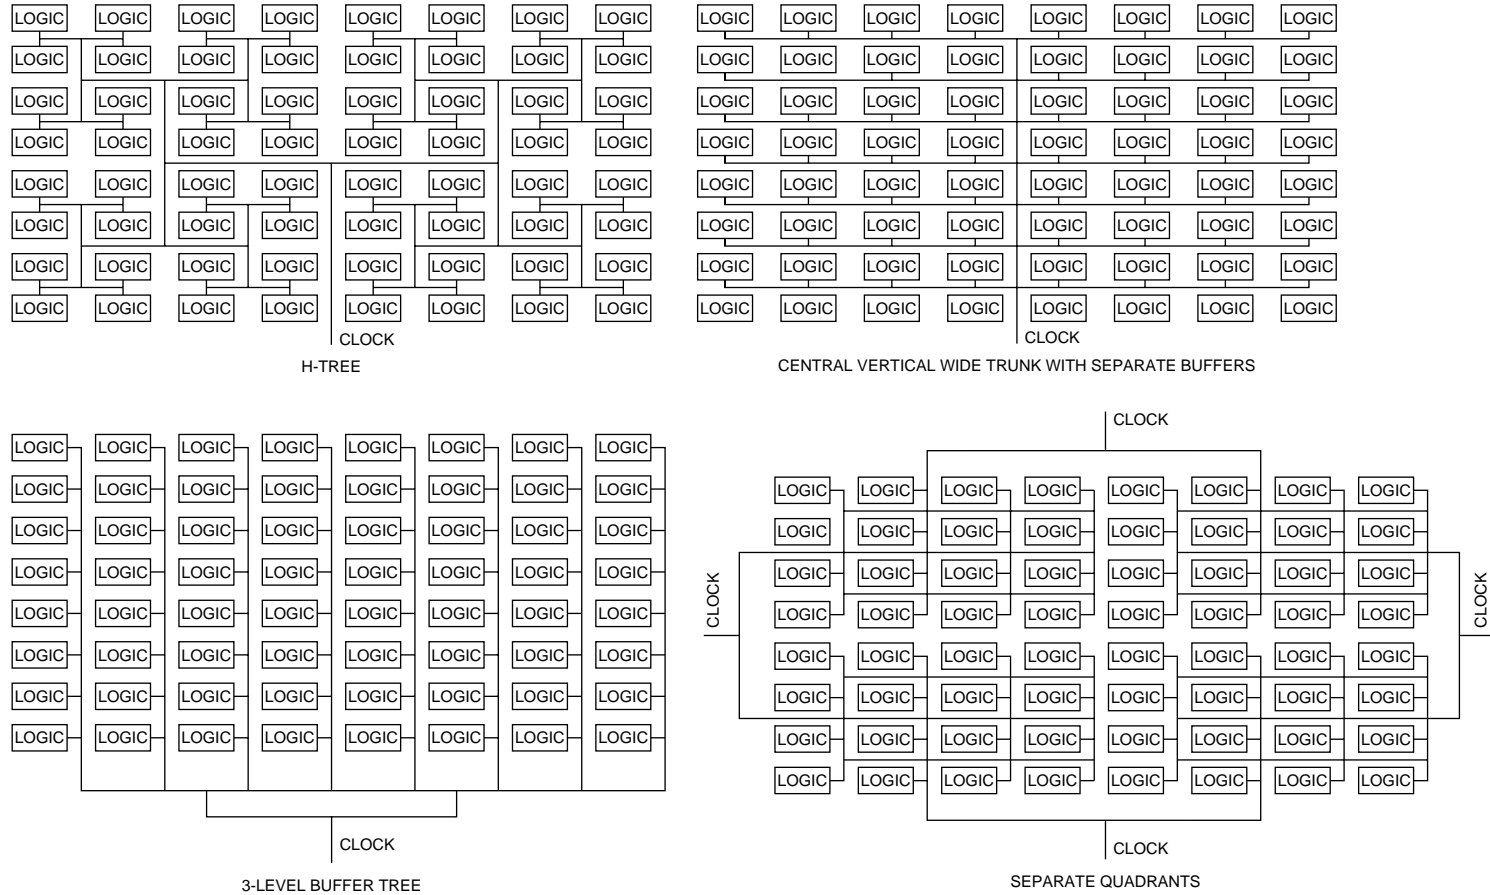 LOGIC LOGIC LOGIC LOGIC LOGIC LOGIC LOGIC LOGIC
LOGIC LOGIC LOGIC LOGIC LOGIC LOGIC LOGIC LOGIC
LOGIC LOGIC LOGIC LOGIC LOGIC LOGIC LOGIC LOGIC
LOGIC LOGIC LOGIC LOGIC LOGIC LOGIC LOGIC LOGIC
LOGIC LOGIC LOGIC LOGIC LOGIC LOGIC LOGIC LOGIC
LOGIC LOGIC LOGIC LOGIC LOGIC LOGIC LOGIC LOGIC
LOGIC LOGIC LOGIC LOGIC LOGIC LOGIC LOGIC LOGIC
LOGIC LOGIC LOGIC LOGIC LOGIC LOGIC LOGIC LOGIC
CLOCK
H-TREE
LOGIC LOGIC LOGIC LOGIC LOGIC LOGIC LOGIC LOGIC
LOGIC LOGIC LOGIC LOGIC LOGIC LOGIC LOGIC LOGIC
LOGIC LOGIC LOGIC LOGIC LOGIC LOGIC LOGIC LOGIC
LOGIC LOGIC LOGIC LOGIC LOGIC LOGIC LOGIC LOGIC
LOGIC LOGIC LOGIC LOGIC LOGIC LOGIC LOGIC LOGIC
LOGIC LOGIC LOGIC LOGIC LOGIC LOGIC LOGIC LOGIC
LOGIC LOGIC LOGIC LOGIC LOGIC LOGIC LOGIC LOGIC
LOGIC LOGIC LOGIC LOGIC LOGIC LOGIC LOGIC LOGIC
CLOCK
CENTRAL VERTICAL WIDE TRUNK WITH SEPARATE BUFFERS
LOGIC LOGIC LOGIC LOGIC LOGIC LOGIC LOGIC LOGIC
LOGIC LOGIC LOGIC LOGIC LOGIC LOGIC LOGIC LOGIC
LOGIC LOGIC LOGIC LOGIC LOGIC LOGIC LOGIC LOGIC
LOGIC LOGIC LOGIC LOGIC LOGIC LOGIC LOGIC LOGIC
LOGIC LOGIC LOGIC LOGIC LOGIC LOGIC LOGIC LOGIC
LOGIC LOGIC LOGIC LOGIC LOGIC LOGIC LOGIC LOGIC
LOGIC LOGIC LOGIC LOGIC LOGIC LOGIC LOGIC LOGIC
LOGIC LOGIC LOGIC LOGIC LOGIC LOGIC LOGIC LOGIC
CLOCK
3-LEVEL BUFFER TREE
CLOCK
LOGIC LOGIC LOGIC LOGIC LOGIC LOGIC LOGIC LOGIC
LOGIC LOGIC LOGIC LOGIC LOGIC LOGIC LOGIC LOGIC
LOGIC LOGIC LOGIC LOGIC LOGIC LOGIC LOGIC LOGIC
CLOCK
CLOCK
LOGIC LOGIC LOGIC LOGIC LOGIC LOGIC LOGIC LOGIC
LOGIC LOGIC LOGIC LOGIC LOGIC LOGIC LOGIC LOGIC
LOGIC LOGIC LOGIC LOGIC LOGIC LOGIC LOGIC LOGIC
LOGIC LOGIC LOGIC LOGIC LOGIC LOGIC LOGIC LOGIC
LOGIC LOGIC LOGIC LOGIC LOGIC LOGIC LOGIC LOGIC
CLOCK
SEPARATE QUADRANTS